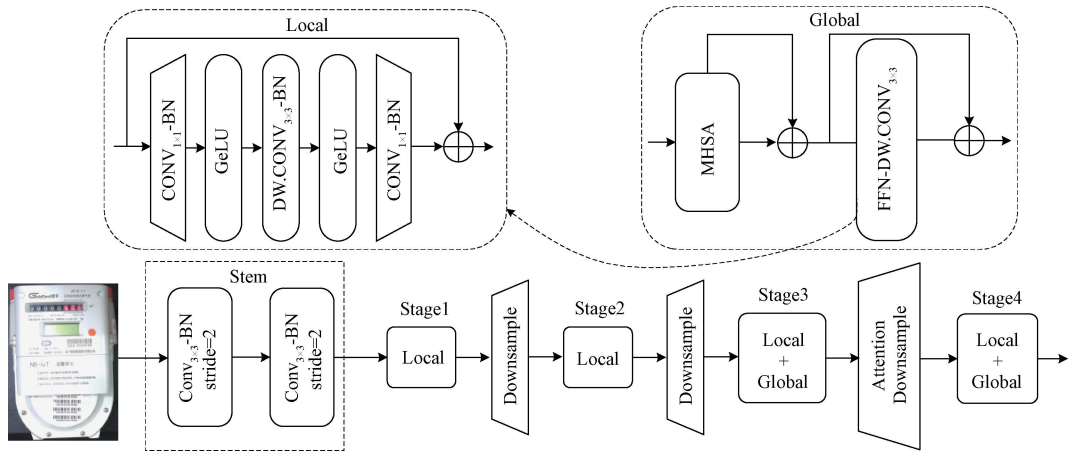 Local
CONV1×1-BN
GeLU
DW.CONV3×3-BN
GeLU
CONV1×1-BN
Global
MHSA
FFN-DW.CONV3×3
Stem
Conv3×3-BN
stride=2
Conv3×3-BN
stride=2
Stage1
Local
Downsample
Stage2
Local
Downsample
Stage3
Local
+
Global
Attention
Downsample
Stage4
Local
+
Global